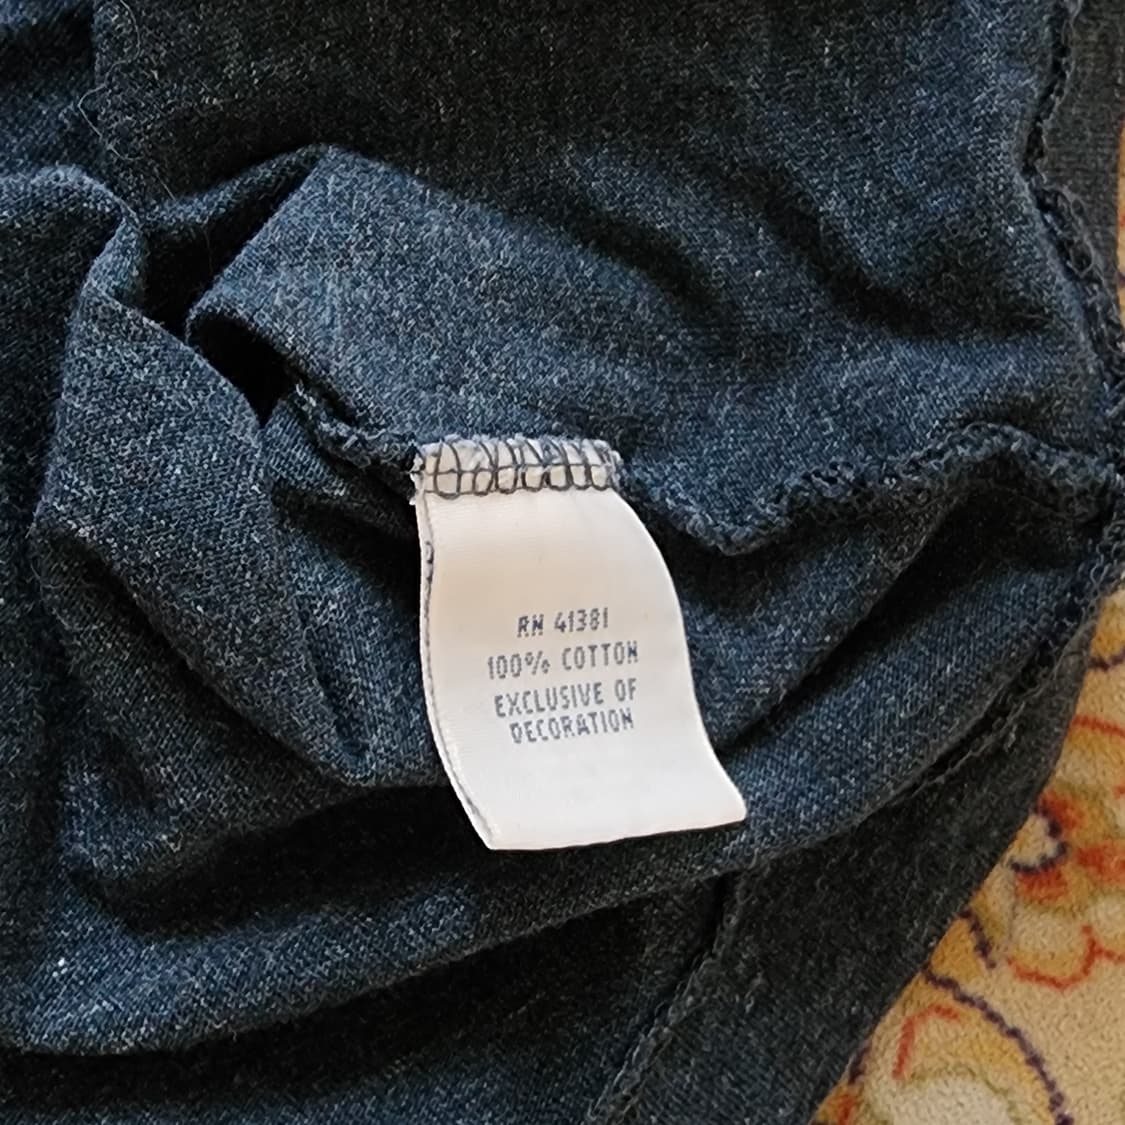 RN 41381
100% COTTON
EXCLUSIVE OF
DECORATION